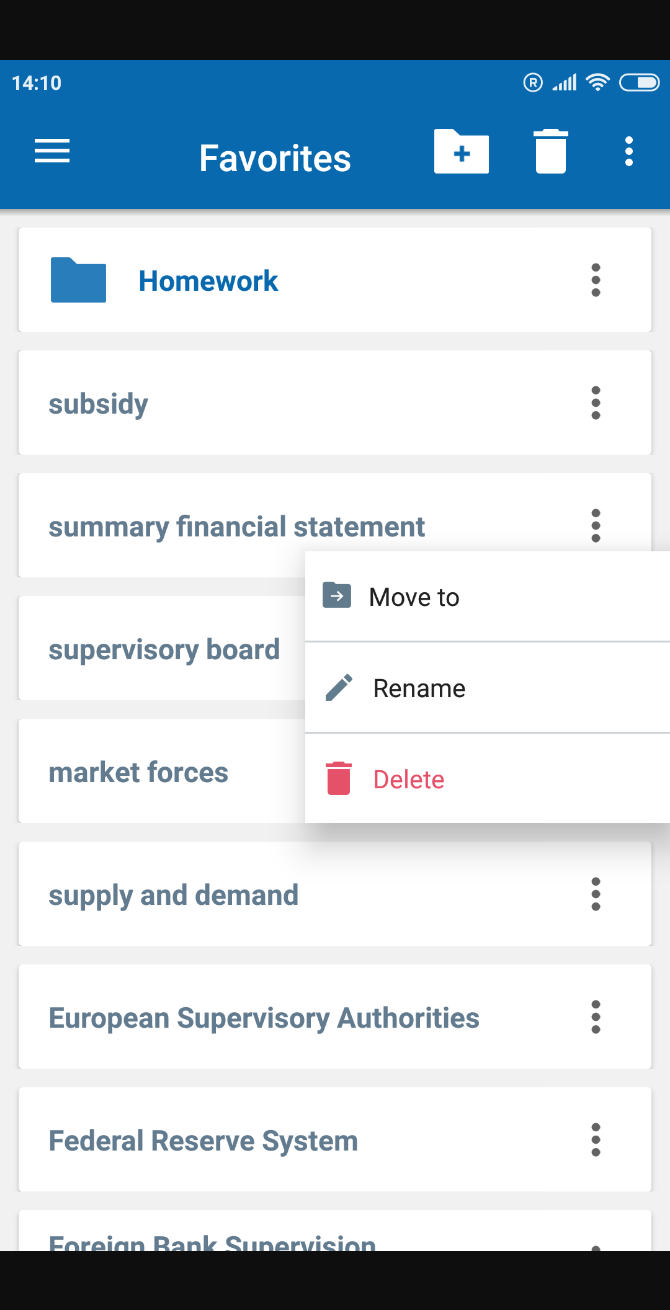 14:10 R
Favorites
Homework
subsidy
summary financial statement
Move to
supervisory board
Rename
market forces
Delete
supply and demand
European Supervisory Authorities
Federal Reserve System
Foreign Bank Supervision